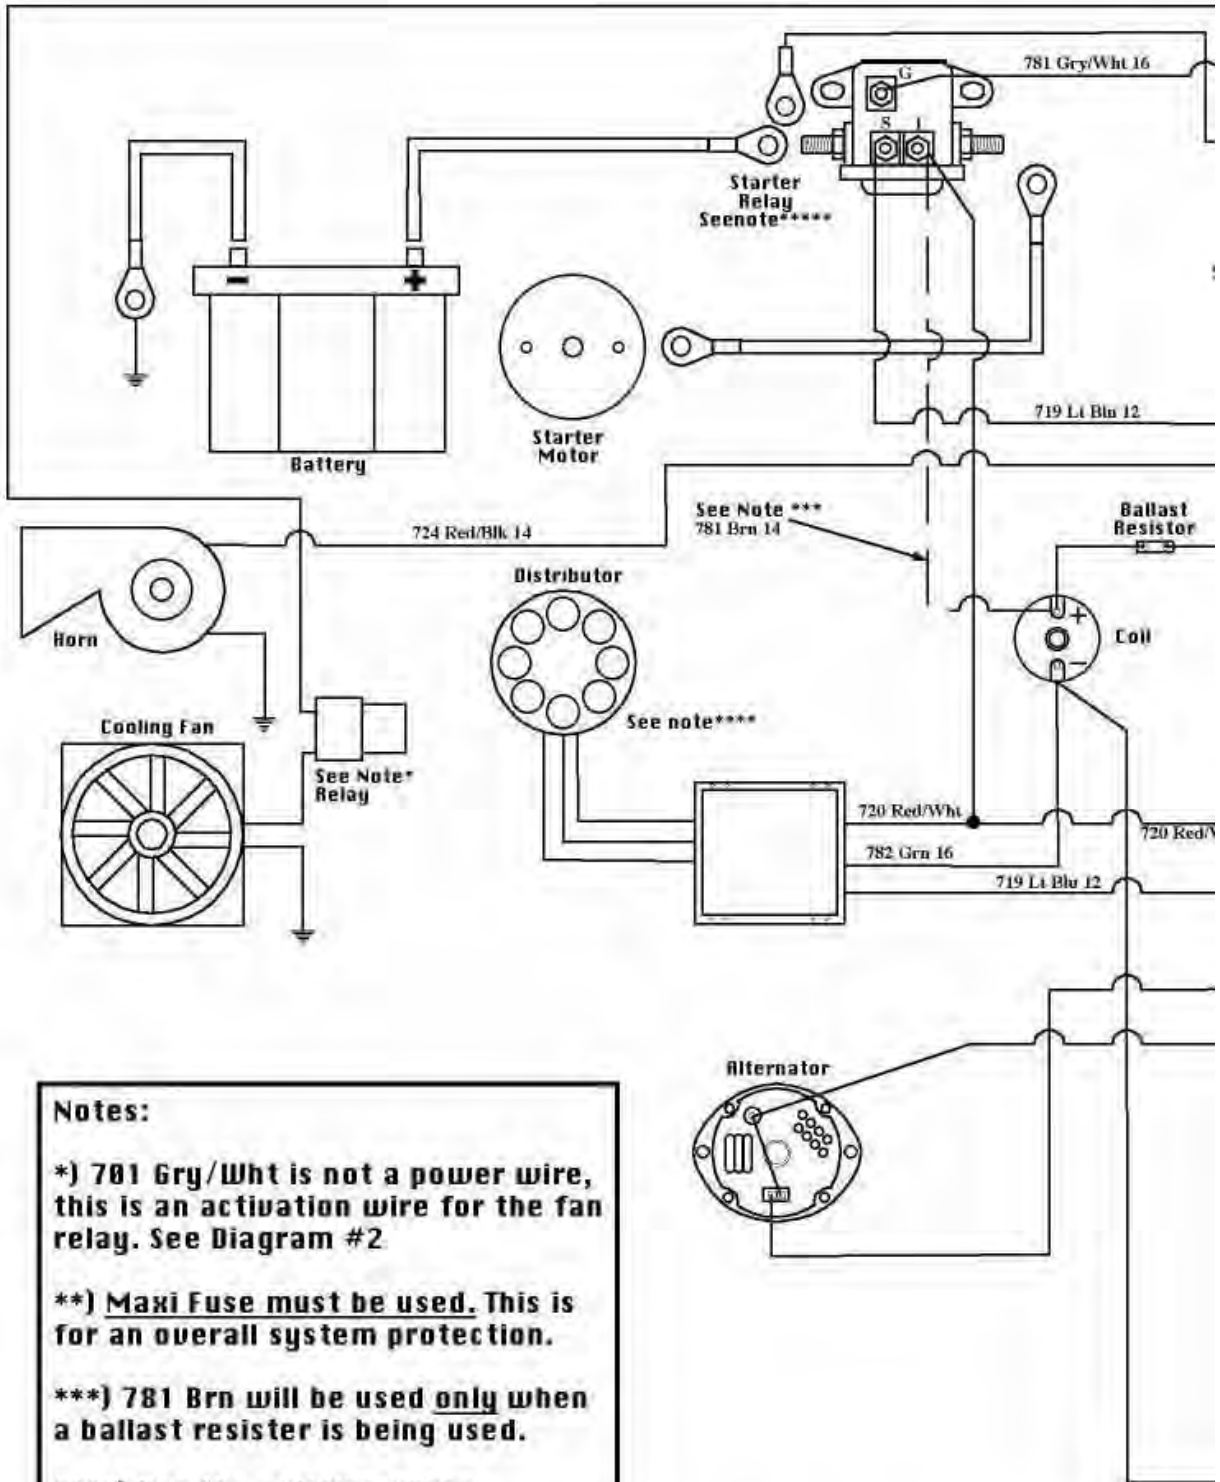 G
781 Gry/Wht 16
S I
Starter
Relay
Seenote*****
- +
Battery
Starter
Motor
719 Lt Blu 12
See Note ***
781 Brn 14
Ballast
Resistor
724 Red/Blk 14
Distributor
Horn
+
Coil
-
See note****
Cooling Fan
See Note*
Relay
720 Red/Wht
720 Red/
782 Grn 16
719 Lt Blu 12
Alternator
Notes:
*) 781 Gry/Wht is not a power wire,
this is an activation wire for the fan
relay. See Diagram #2
**) Maxi Fuse must be used. This is
for an overall system protection.
***) 781 Brn will be used only when
a ballast resister is being used.